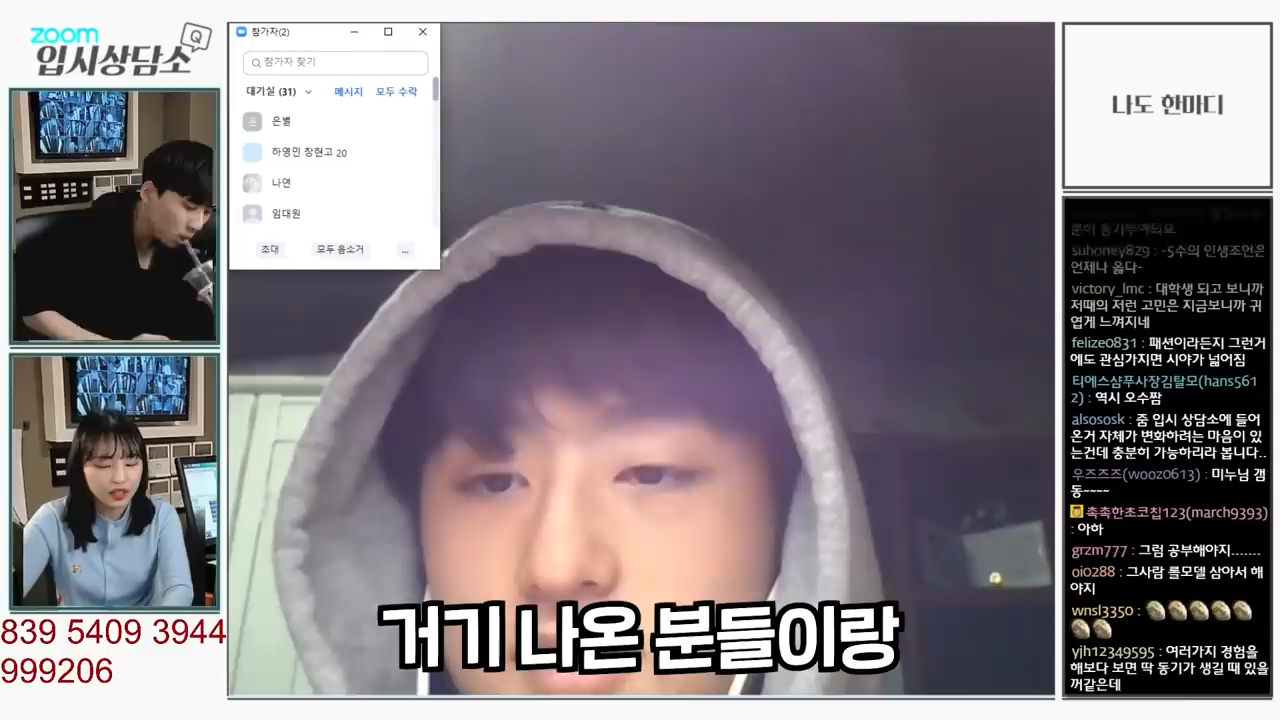 zoom
입시상담소
Q
참가자(2)
참가자 찾기
대기실 (31)
메시지
모두 수락
은
은별
하영민 장현고 20
나연
임대원
초대
모두 음소거
...
839 5409 3944
999206
거기 나온 분들이랑
나도 한마디
suhoney829 : -5수의 인생조언은
언제나 옳다-
victory_lmc : 대학생 되고 보니까
저때의 저런 고민은 지금보니까 귀
엽게 느껴지네
felize0831 : 패션이라든지 그런거
에도 관심가지면 시야가 넓어짐
티에스샴푸사장김탈모(hans561
2) : 역시 오수짬
alsososk : 줌 입시 상담소에 들어
온거 자체가 변화하려는 마음이 있
는건데 충분히 가능하리라 봅니다..
우즈즈즈(wooz0613) : 미누님 갬
동~~~~
촉촉한초코칩123(march9393)
: 아하
grzm777 : 그럼 공부해야지.......
oi0288 : 그사람 롤모델 삼아서 해
야지
wnsl3350 :
yjh12349595 : 여러가지 경험을
해보다 보면 딱 동기가 생길 때 있을
꺼같은데